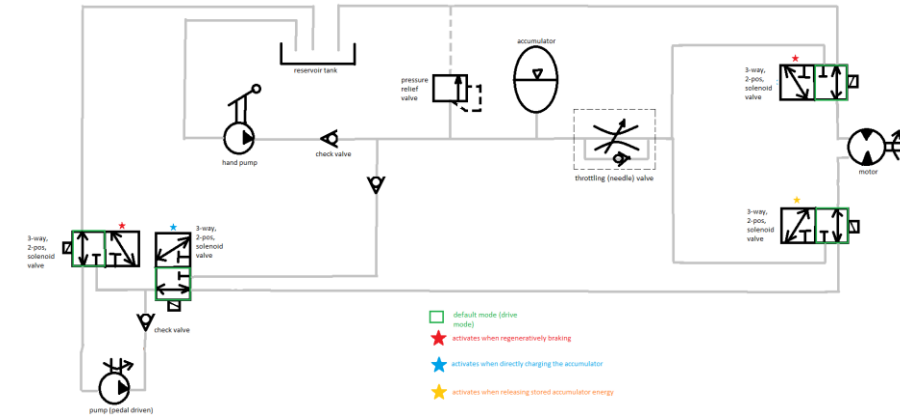 accumulator
reservoir tank
pressure
relief
valve
3-way,
2-pos,
solenoid
valve
hand pump
check valve
throttling (needle) valve
motor
3-way,
2-pos,
solenoid
valve
3-way,
2-pos,
solenoid
valve
3-way,
2-pos,
solenoid
valve
check valve
default mode (drive
mode)
activates when regeneratively braking
activates when directly charging the accumulator
activates when releasing stored accumulator energy
pump (pedal driven)